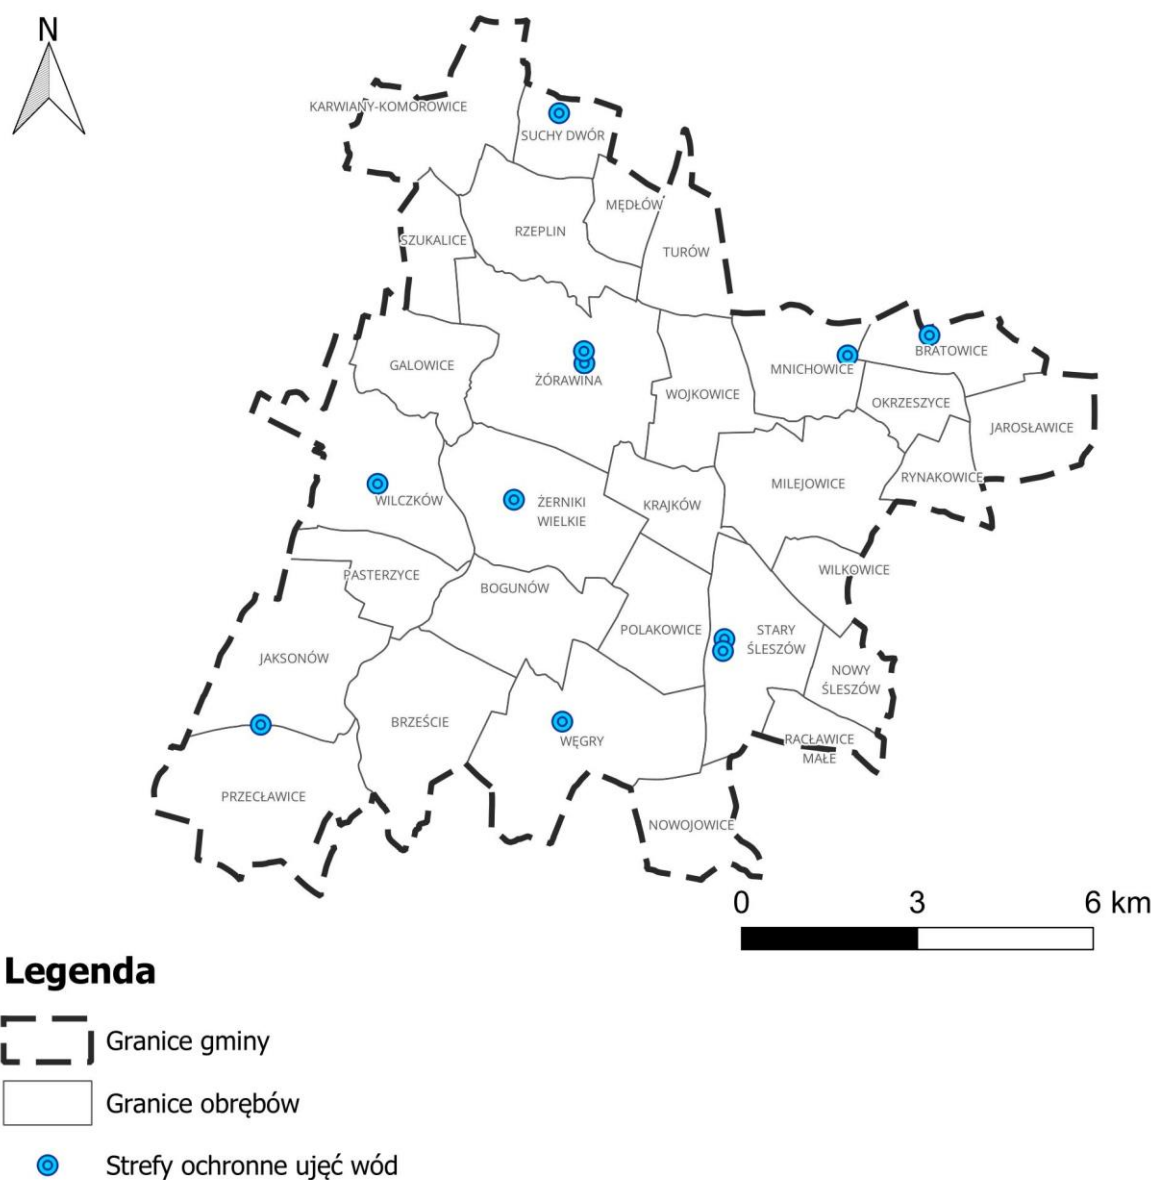 N
KARWIANY-KOMOROWICE
SUCHY DWÓR
MĘDŁÓW
RZEPLIN
SZUKALICE
TURÓW
BRATOWICE
GALOWICE
MNICHOWICE
ŻÓRAWINA
WOJKOWICE
OKRZESZYCE
JAROSŁAWICE
RYNAKOWICE
MILEJOWICE
WILCZKÓW
ŻERNIKI
WIELKIE
KRAJKÓW
WILKOWICE
PASTERZYCE
BOGUNÓW
POLAKOWICE
STARY
ŚLESZÓW
JAKSONÓW
NOWY
ŚLESZÓW
BRZEŚCIE
WĘGRY
RACŁAWICE
MAŁE
PRZECŁAWICE
NOWOJOWICE
0 3 6 km
Legenda
Granice gminy
Granice obrębów
Strefy ochronne ujęć wód